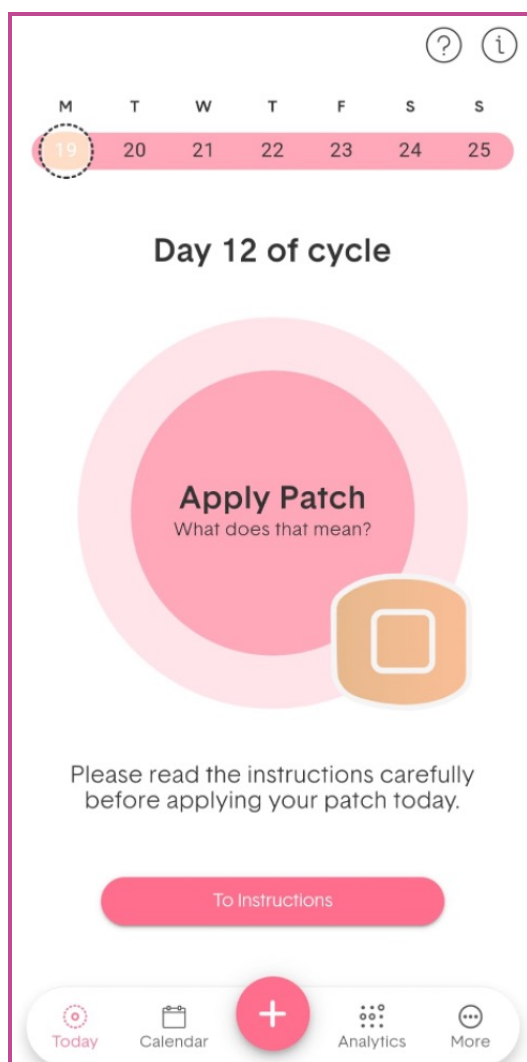 ? i
M T W T F S S
19 20 21 22 23 24 25
Day 12 of cycle
Apply Patch
What does that mean?
Please read the instructions carefully
before applying your patch today.
To Instructions
+
Today Calendar Analytics More